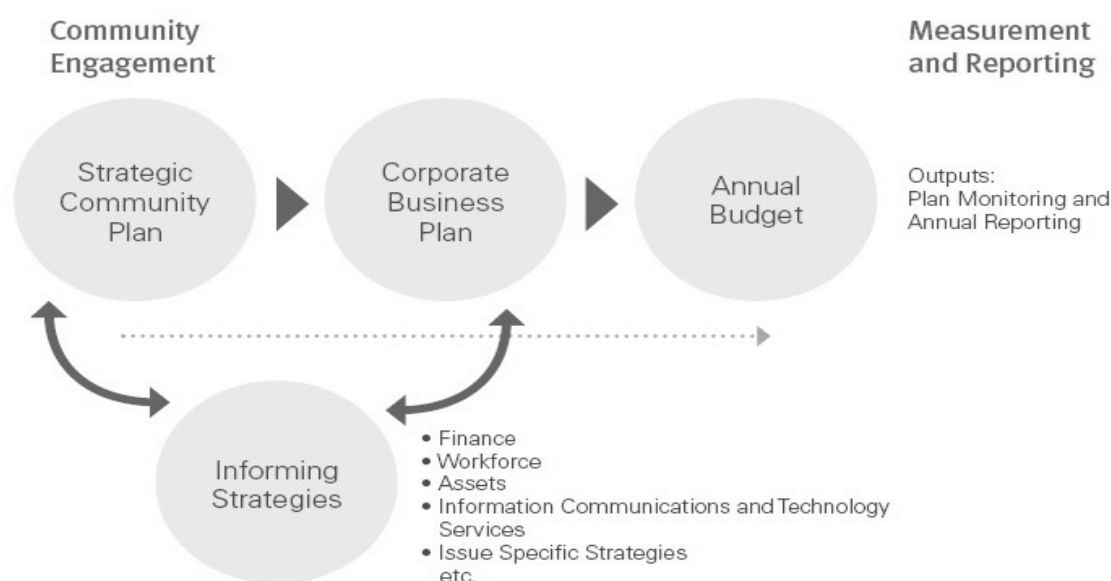 Community
Engagement
Measurement
and Reporting
Strategic
Community
Plan
Corporate
Business
Plan
Annual
Budget
Outputs:
Plan Monitoring and
Annual Reporting
Informing
Strategies
• Finance
• Workforce
• Assets
• Information Communications and Technology
Services
• Issue Specific Strategies
etc.